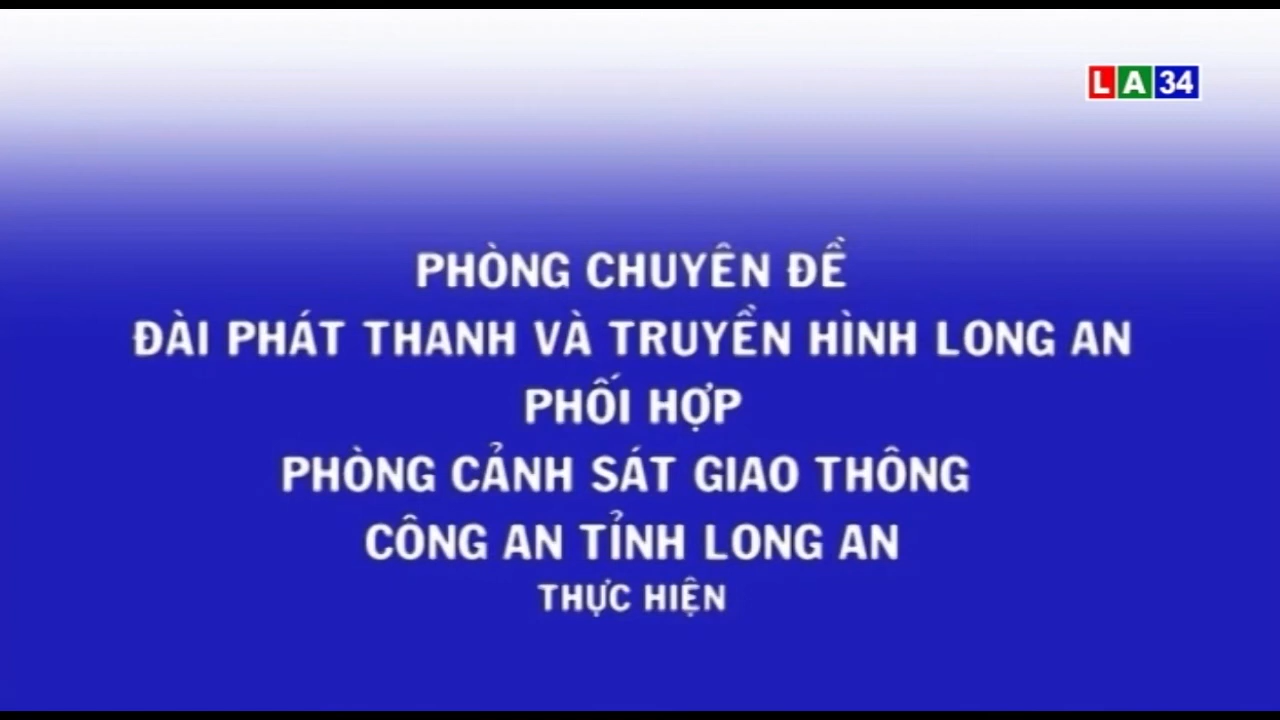 LA34
PHÒNG CHUYÊN ĐỀ
ĐÀI PHÁT THANH VÀ TRUYỀN HÌNH LONG AN
PHỐI HỢP
PHÒNG CẢNH SÁT GIAO THÔNG
CÔNG AN TỈNH LONG AN
THỰC HIỆN